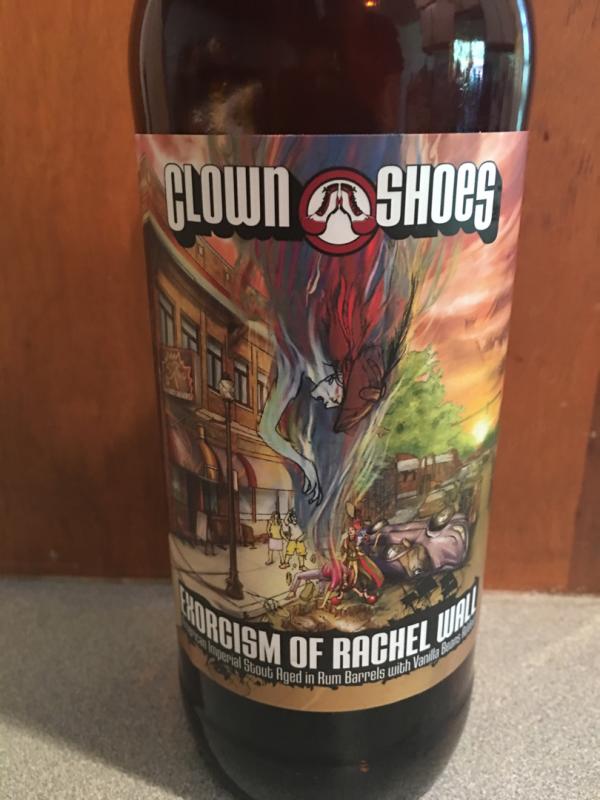 CLOWN SHOES
EXORCISM OF RACHEL WALL
Imperial Stout Aged in Rum Barrels with Vanilla Beans